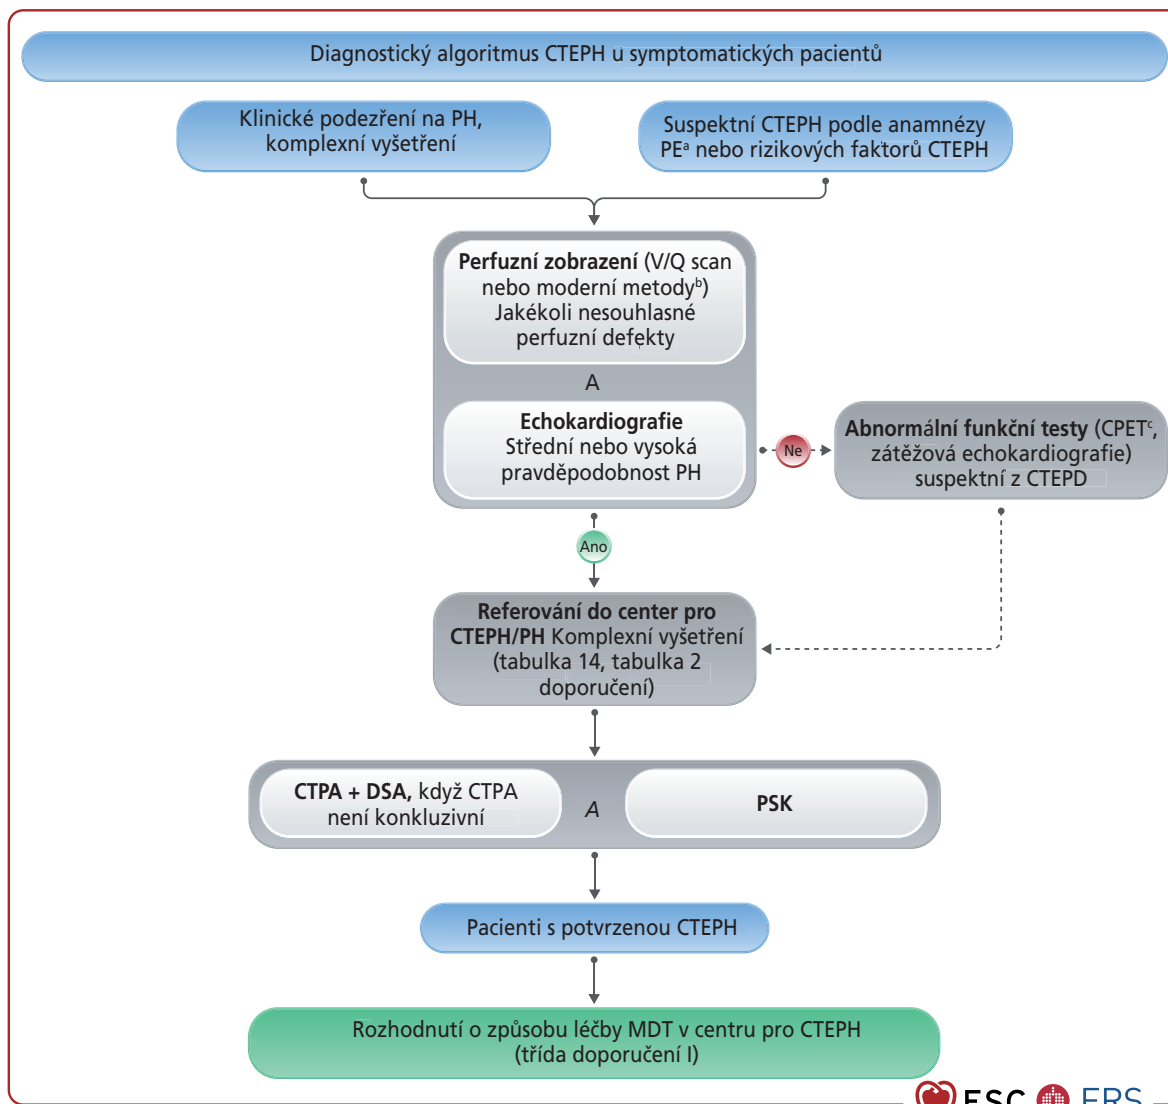 Diagnostický algoritmus CTEPH u symptomatických pacientů
Klinické podezření na PH,
komplexní vyšetření
Suspektní CTEPH podle anamnézy
PEᵃ nebo rizikových faktorů CTEPH
Perfuzní zobrazení (V/Q scan
nebo moderní metodyᵇ)
Jakékoli nesouhlasné
perfuzní defekty
A
Echokardiografie
Střední nebo vysoká
pravděpodobnost PH
Ne
Abnormální funkční testy (CPETᶜ,
zátěžová echokardiografie)
suspektní z CTEPD
Ano
Referování do center pro
CTEPH/PH Komplexní vyšetření
(tabulka 14, tabulka 2
doporučení)
CTPA + DSA, když CTPA
není konkluzivní
A
PSK
Pacienti s potvrzenou CTEPH
Rozhodnutí o způsobu léčby MDT v centru pro CTEPH
(třída doporučení I)
ESC ERS